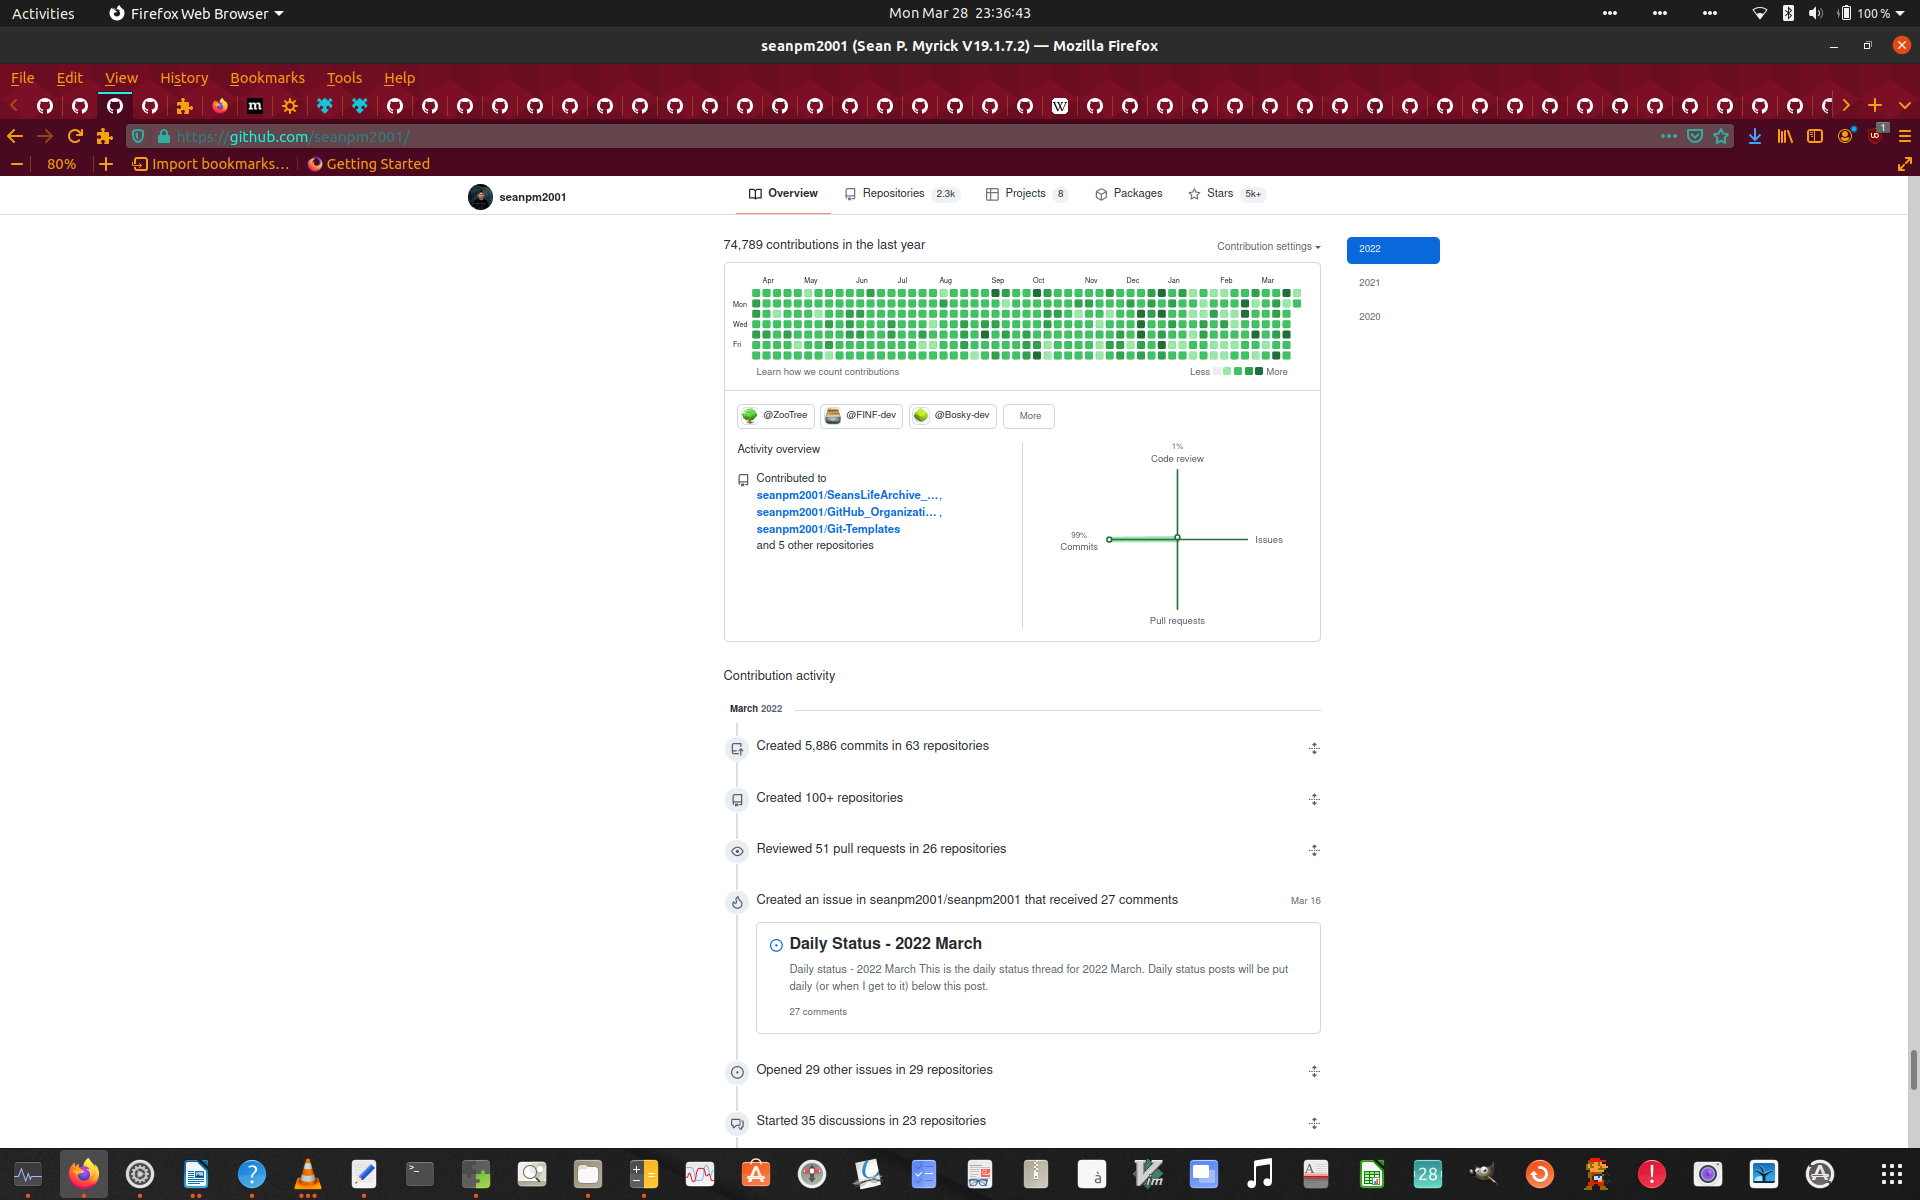 Activities
Firefox Web Browser
Mon Mar 28 23:36:43
100 %
seanpm2001 (Sean P. Myrick V19.1.7.2) — Mozilla Firefox
File Edit View History Bookmarks Tools Help
https://github.com/seanpm2001/
1
80%
Import bookmarks…
Getting Started
seanpm2001
Overview
Repositories 2.3k
Projects 8
Packages
Stars 5k+
74,789 contributions in the last year
Contribution settings
2022
2021
2020
Apr May Jun Jul Aug Sep Oct Nov Dec Jan Feb Mar
Mon
Wed
Fri
Learn how we count contributions
Less More
@ZooTree
@FINF-dev
@Bosky-dev
More
Activity overview
Contributed to
seanpm2001/SeansLifeArchive_…,
seanpm2001/GitHub_Organizati… ,
seanpm2001/Git-Templates
and 5 other repositories
1%
Code review
99%
Commits
Issues
Pull requests
Contribution activity
March 2022
Created 5,886 commits in 63 repositories
Created 100+ repositories
Reviewed 51 pull requests in 26 repositories
Created an issue in seanpm2001/seanpm2001 that received 27 comments
Mar 16
Daily Status - 2022 March
Daily status - 2022 March This is the daily status thread for 2022 March. Daily status posts will be put
daily (or when I get to it) below this post.
27 comments
Opened 29 other issues in 29 repositories
Started 35 discussions in 23 repositories
28